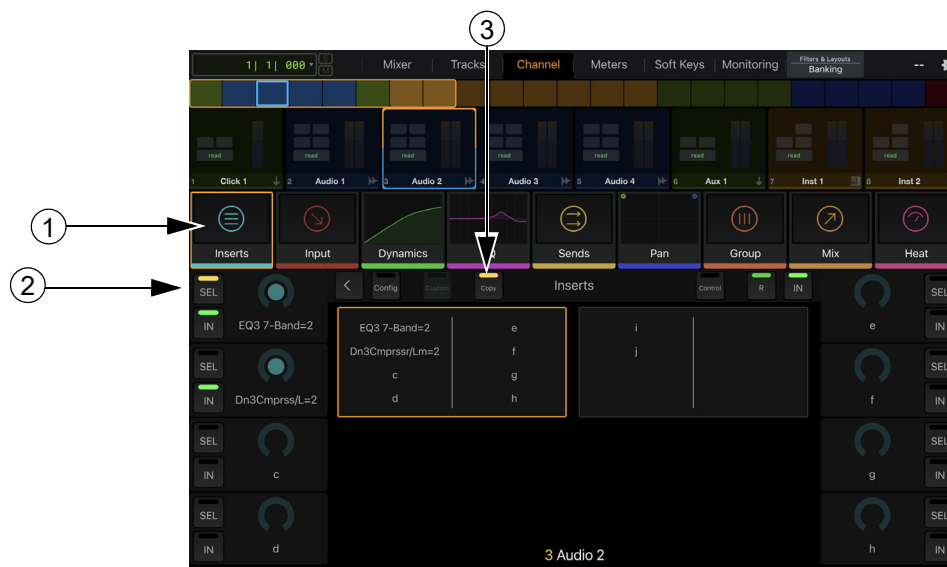 3
1| 1| 000 S Mixer Tracks Channel Meters Soft Keys Monitoring Filters & Layouts --
M Banking
read read read read read read read
1 Click 1 2 Audio 1 3 Audio 2 4 Audio 3 5 Audio 4 6 Aux 1 7 Inst 1 8 Inst 2
1
Inserts Input Dynamics Q Sends Pan Group Mix Heat
2
SEL Config Custom Copy Inserts Control R IN SEL
IN EQ3 7-Band=2 EQ3 7-Band=2 e i e IN
Dn3Cmprssr/Lm=2 f j
SEL c g SEL
IN Dn3Cmprss/L=2 d h f IN
SEL SEL
IN c g IN
SEL SEL
IN d 3 Audio 2 h IN